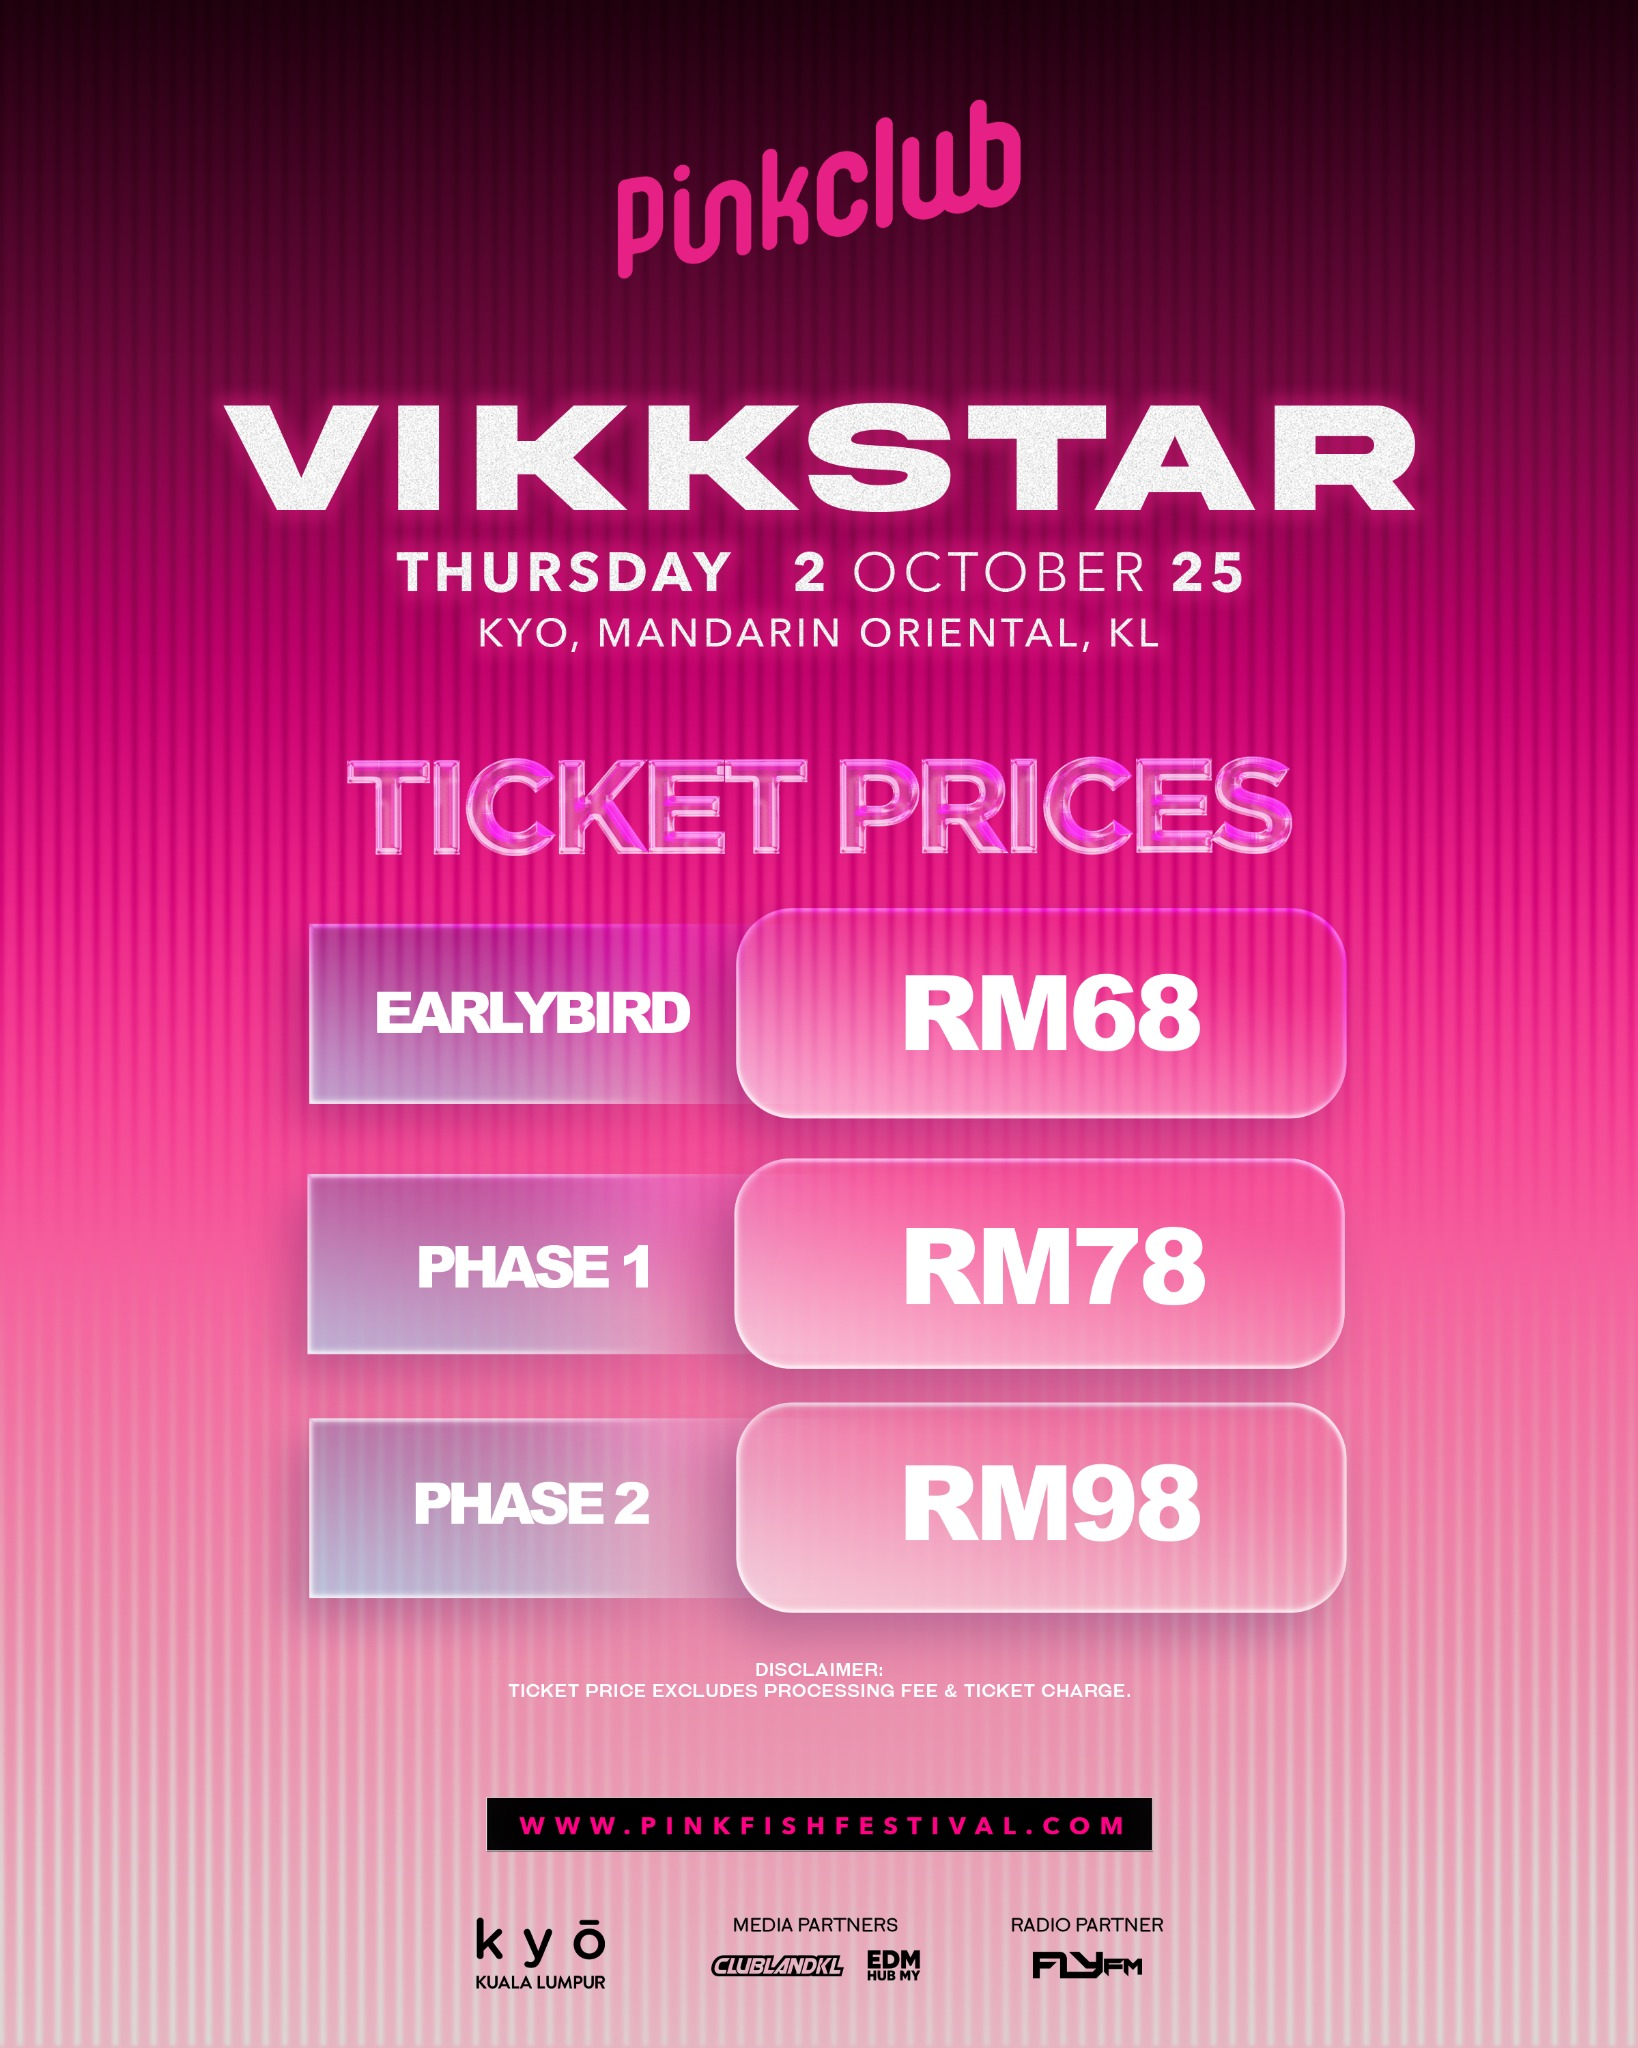 pinkclub
VIKKSTAR
THURSDAY 2 OCTOBER 25
KYO, MANDARIN ORIENTAL, KL
TICKET PRICES
EARLYBIRD RM68
PHASE 1 RM78
PHASE 2 RM98
DISCLAIMER:
TICKET PRICE EXCLUDES PROCESSING FEE & TICKET CHARGE.
WWW.PINKFISHFESTIVAL.COM
kyō
KUALA LUMPUR
MEDIA PARTNERS
CLUBLANDKL
EDM
HUB MY
RADIO PARTNER
FLYFM